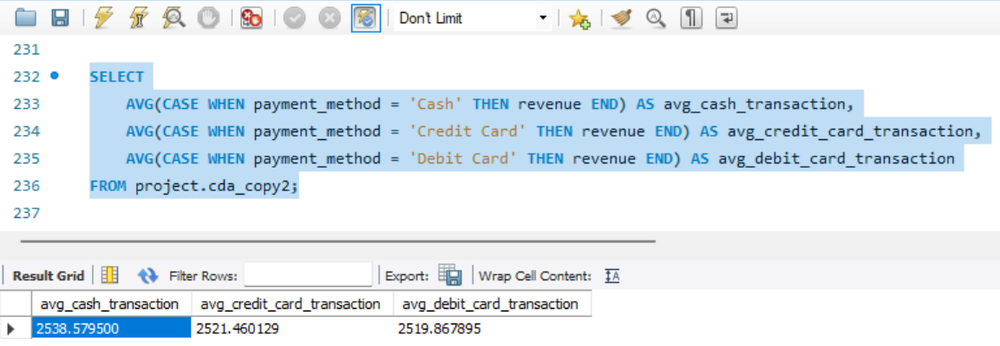 Don't Limit
231
232 SELECT
233 AVG(CASE WHEN payment_method = 'Cash' THEN revenue END) AS avg_cash_transaction,
234 AVG(CASE WHEN payment_method = 'Credit Card' THEN revenue END) AS avg_credit_card_transaction,
235 AVG(CASE WHEN payment_method = 'Debit Card' THEN revenue END) AS avg_debit_card_transaction
236 FROM project.cda_copy2;
237
Result Grid Filter Rows: Export: Wrap Cell Content: IA
avg_cash_transaction avg_credit_card_transaction avg_debit_card_transaction
2538.579500 2521.460129 2519.867895